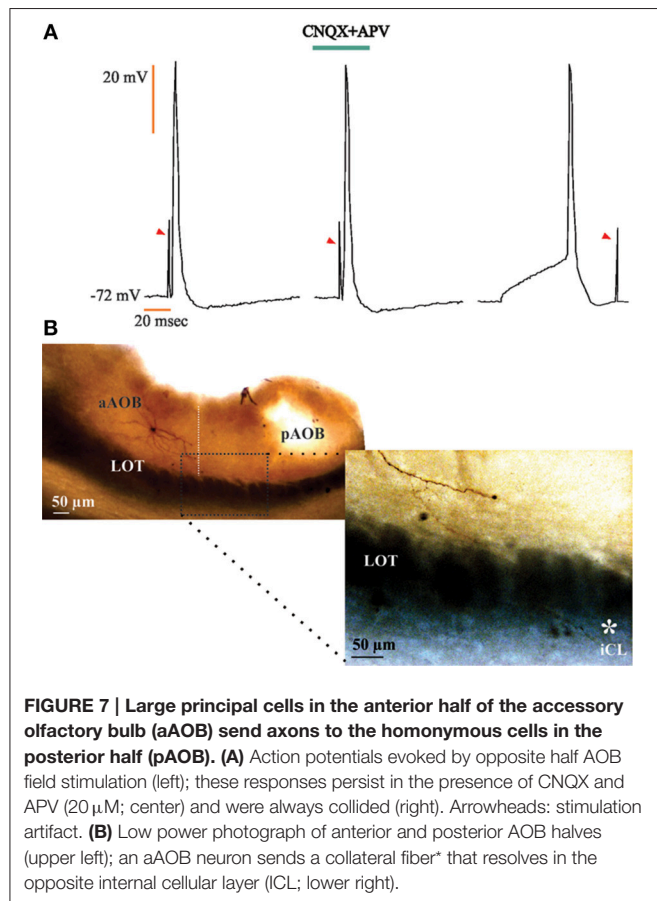 A
CNQX+APV
20 mV
-72 mV
20 msec
B
aAOB
pAOB
LOT
50 µm
LOT
*
iCL
50 µm
FIGURE 7 | Large principal cells in the anterior half of the accessory
olfactory bulb (aAOB) send axons to the homonymous cells in the
posterior half (pAOB). (A) Action potentials evoked by opposite half AOB
field stimulation (left); these responses persist in the presence of CNQX and
APV (20 µM; center) and were always collided (right). Arrowheads: stimulation
artifact. (B) Low power photograph of anterior and posterior AOB halves
(upper left); an aAOB neuron sends a collateral fiber* that resolves in the
opposite internal cellular layer (ICL; lower right).